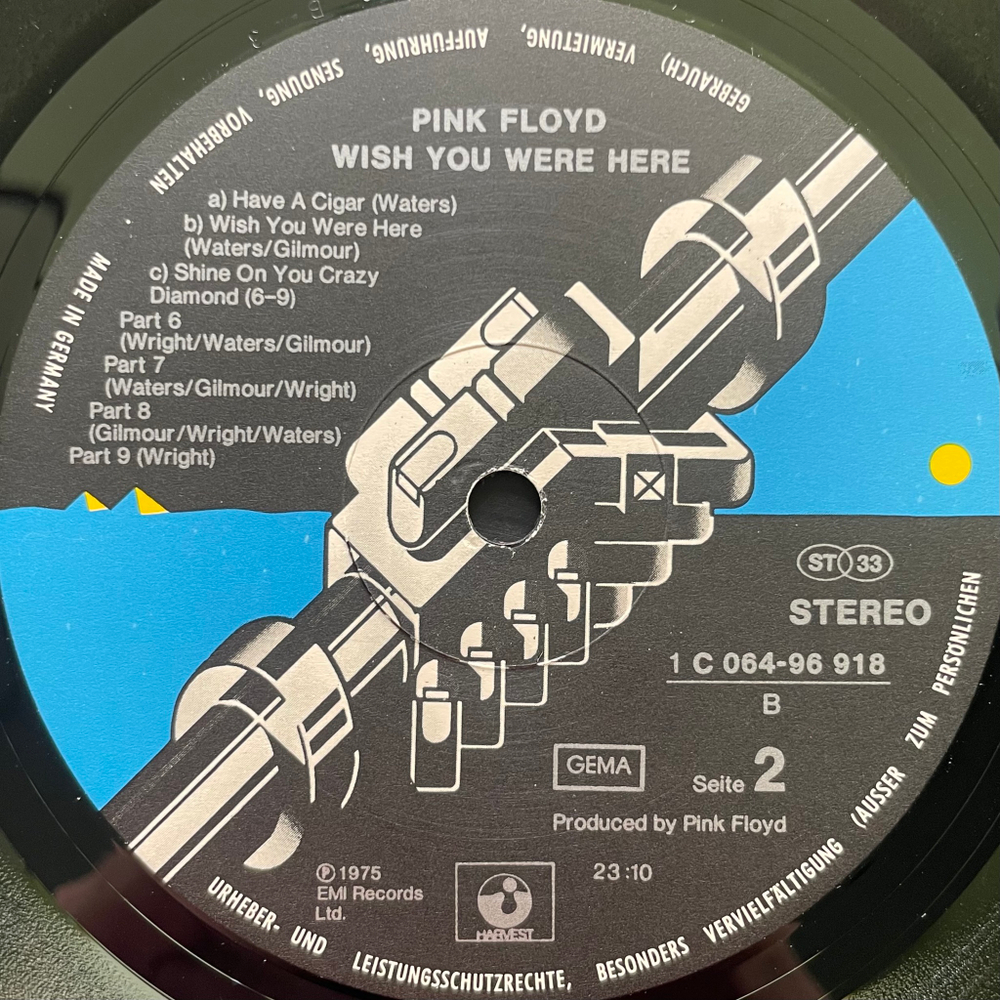 PINK FLOYD
WISH YOU WERE HERE
a) Have A Cigar (Waters)
b) Wish You Were Here
(Waters/Gilmour)
c) Shine On You Crazy
Diamond (6–9)
Part 6
(Wright/Waters/Gilmour)
Part 7
(Waters/Gilmour/Wright)
Part 8
(Gilmour/Wright/Waters)
Part 9 (Wright)
ST 33
STEREO
1 C 064-96 918
B
GEMA
Seite 2
Produced by Pink Floyd
23:10
℗ 1975
EMI Records
Ltd.
HARVEST
MADE IN GERMANY
URHEBER- UND LEISTUNGSSCHUTZRECHTE, BESONDERS VERVIELFÄLTIGUNG (AUSSER ZUM PERSÖNLICHEN GEBRAUCH) VERMIETUNG, AUFFÜHRUNG, SENDUNG, VORBEHALTEN